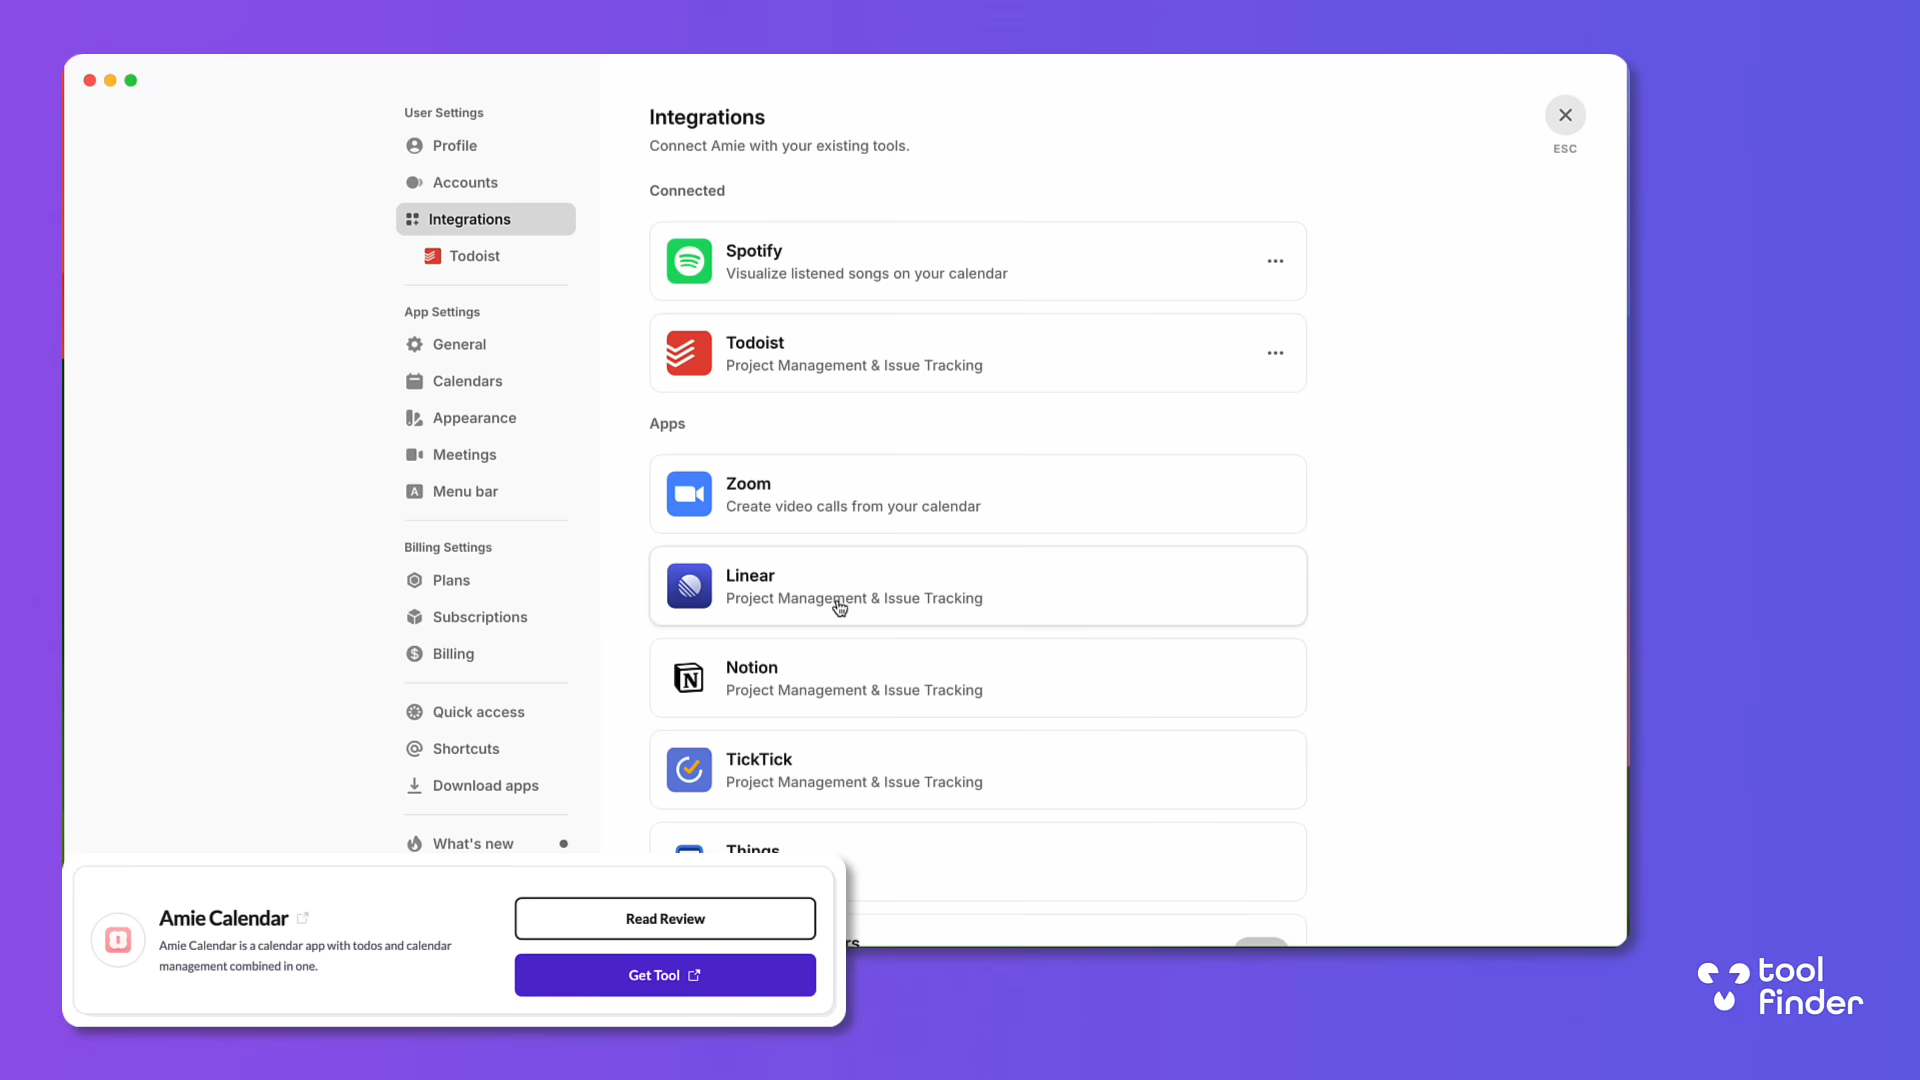 User Settings
Profile
Accounts
Integrations
Todoist
App Settings
General
Calendars
Appearance
Meetings
A
Menu bar
Billing Settings
Plans
Subscriptions
Billing
Quick access
Shortcuts
Download apps
What's new
Integrations
Connect Amie with your existing tools.
ESC
Connected
Spotify
Visualize listened songs on your calendar
Todoist
Project Management & Issue Tracking
Apps
Zoom
Create video calls from your calendar
Linear
Project Management & Issue Tracking
N
Notion
Project Management & Issue Tracking
TickTick
Project Management & Issue Tracking
Things
Amie Calendar
Amie Calendar is a calendar app with todos and calendar
management combined in one.
Read Review
Get Tool
tool
finder